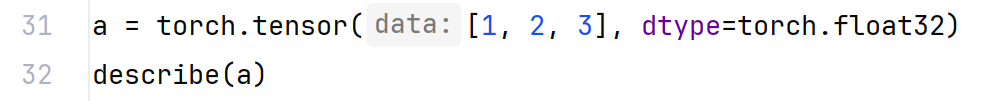 31 a = torch.tensor(data: [1, 2, 3], dtype=torch.float32)
32 describe(a)